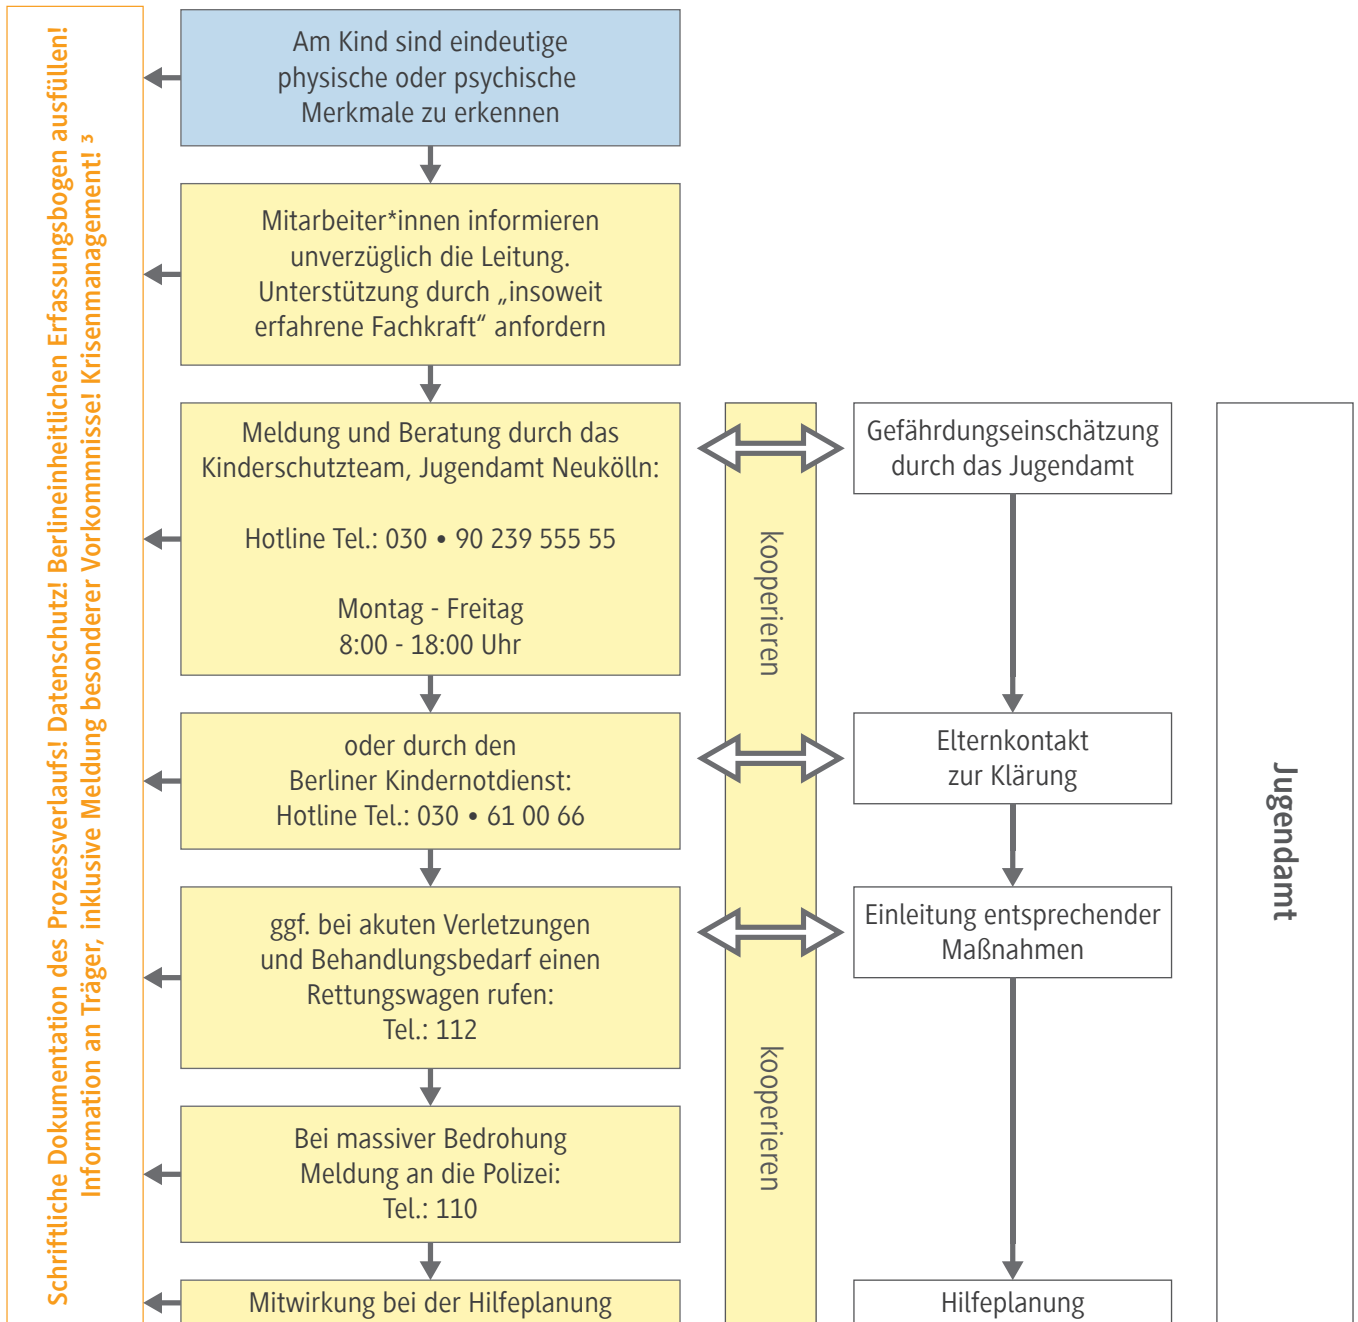 Schriftliche Dokumentation des Prozessverlaufs! Datenschutz! Berlineinheitlichen Erfassungsbogen ausfüllen!
Information an Träger, inklusive Meldung besonderer Vorkommnisse! Krisenmanagement! ³
Am Kind sind eindeutige
physische oder psychische
Merkmale zu erkennen
Mitarbeiter*innen informieren
unverzüglich die Leitung.
Unterstützung durch „insoweit
erfahrene Fachkraft“ anfordern
Meldung und Beratung durch das
Kinderschutzteam, Jugendamt Neukölln:
Hotline Tel.: 030 • 90 239 555 55
Montag - Freitag
8:00 - 18:00 Uhr
oder durch den
Berliner Kindernotdienst:
Hotline Tel.: 030 • 61 00 66
ggf. bei akuten Verletzungen
und Behandlungsbedarf einen
Rettungswagen rufen:
Tel.: 112
Bei massiver Bedrohung
Meldung an die Polizei:
Tel.: 110
Mitwirkung bei der Hilfeplanung
kooperieren
kooperieren
Gefährdungseinschätzung
durch das Jugendamt
Elternkontakt
zur Klärung
Einleitung entsprechender
Maßnahmen
Hilfeplanung
Jugendamt